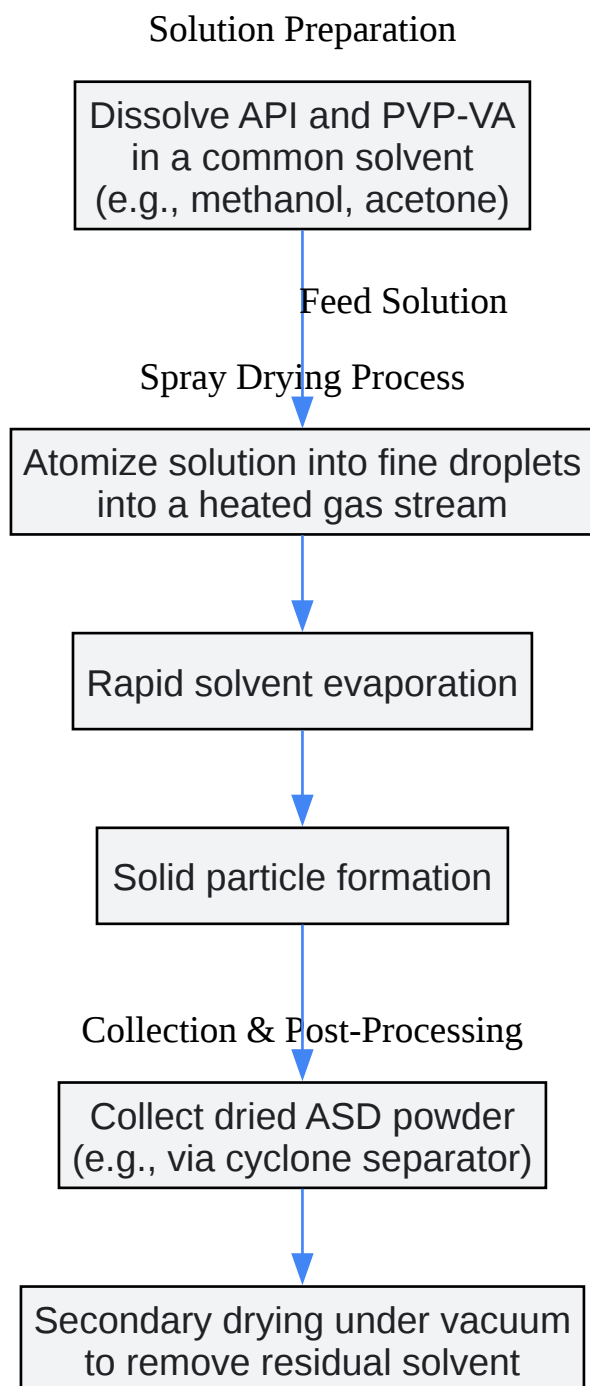 Solution Preparation
Dissolve API and PVP-VA
in a common solvent
(e.g., methanol, acetone)
Feed Solution
Spray Drying Process
Atomize solution into fine droplets
into a heated gas stream
Rapid solvent evaporation
Solid particle formation
Collection & Post-Processing
Collect dried ASD powder
(e.g., via cyclone separator)
Secondary drying under vacuum
to remove residual solvent